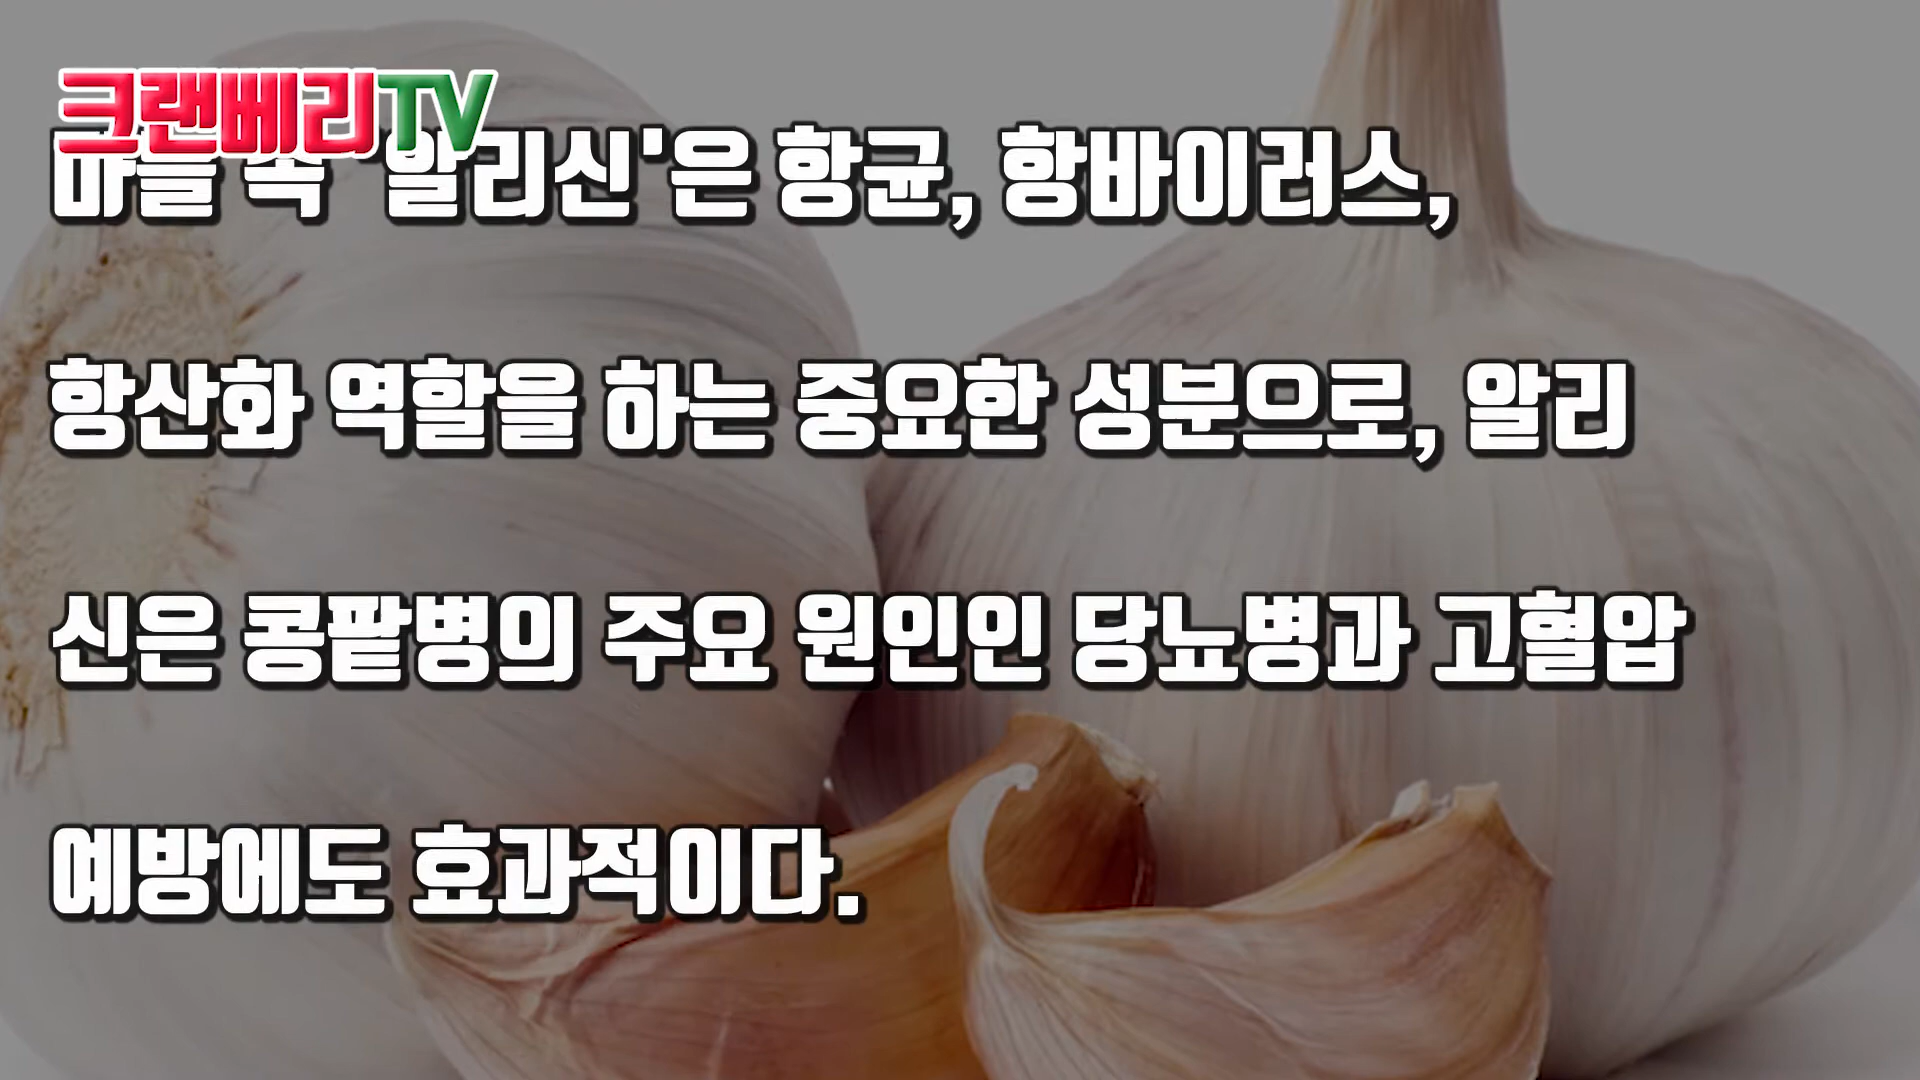 크랜베리TV
마늘 속 '알리신'은 항균, 항바이러스,
항산화 역할을 하는 중요한 성분으로, 알리
신은 콩팥병의 주요 원인인 당뇨병과 고혈압
예방에도 효과적이다.